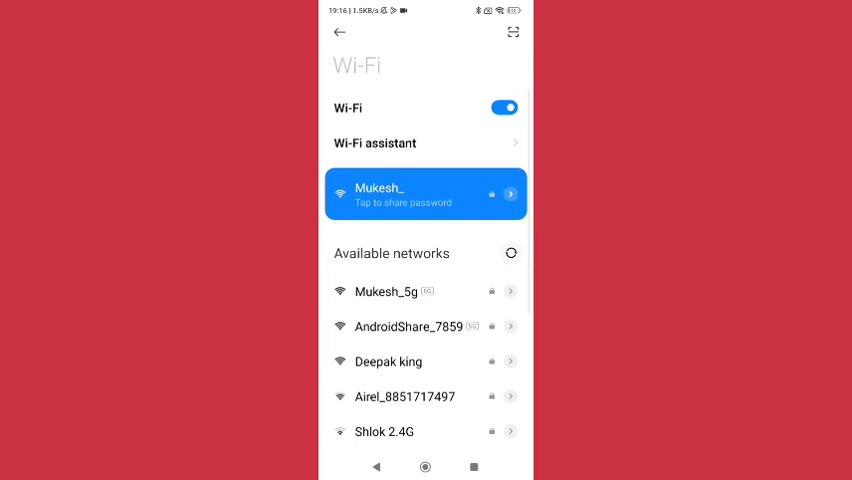 19:16 | 1.5KB/s
Wi-Fi
Wi-Fi
Wi-Fi assistant
Mukesh_
Tap to share password
Available networks
Mukesh_5g 5G
AndroidShare_7859 5G
Deepak king
Airel_8851717497
Shlok 2.4G